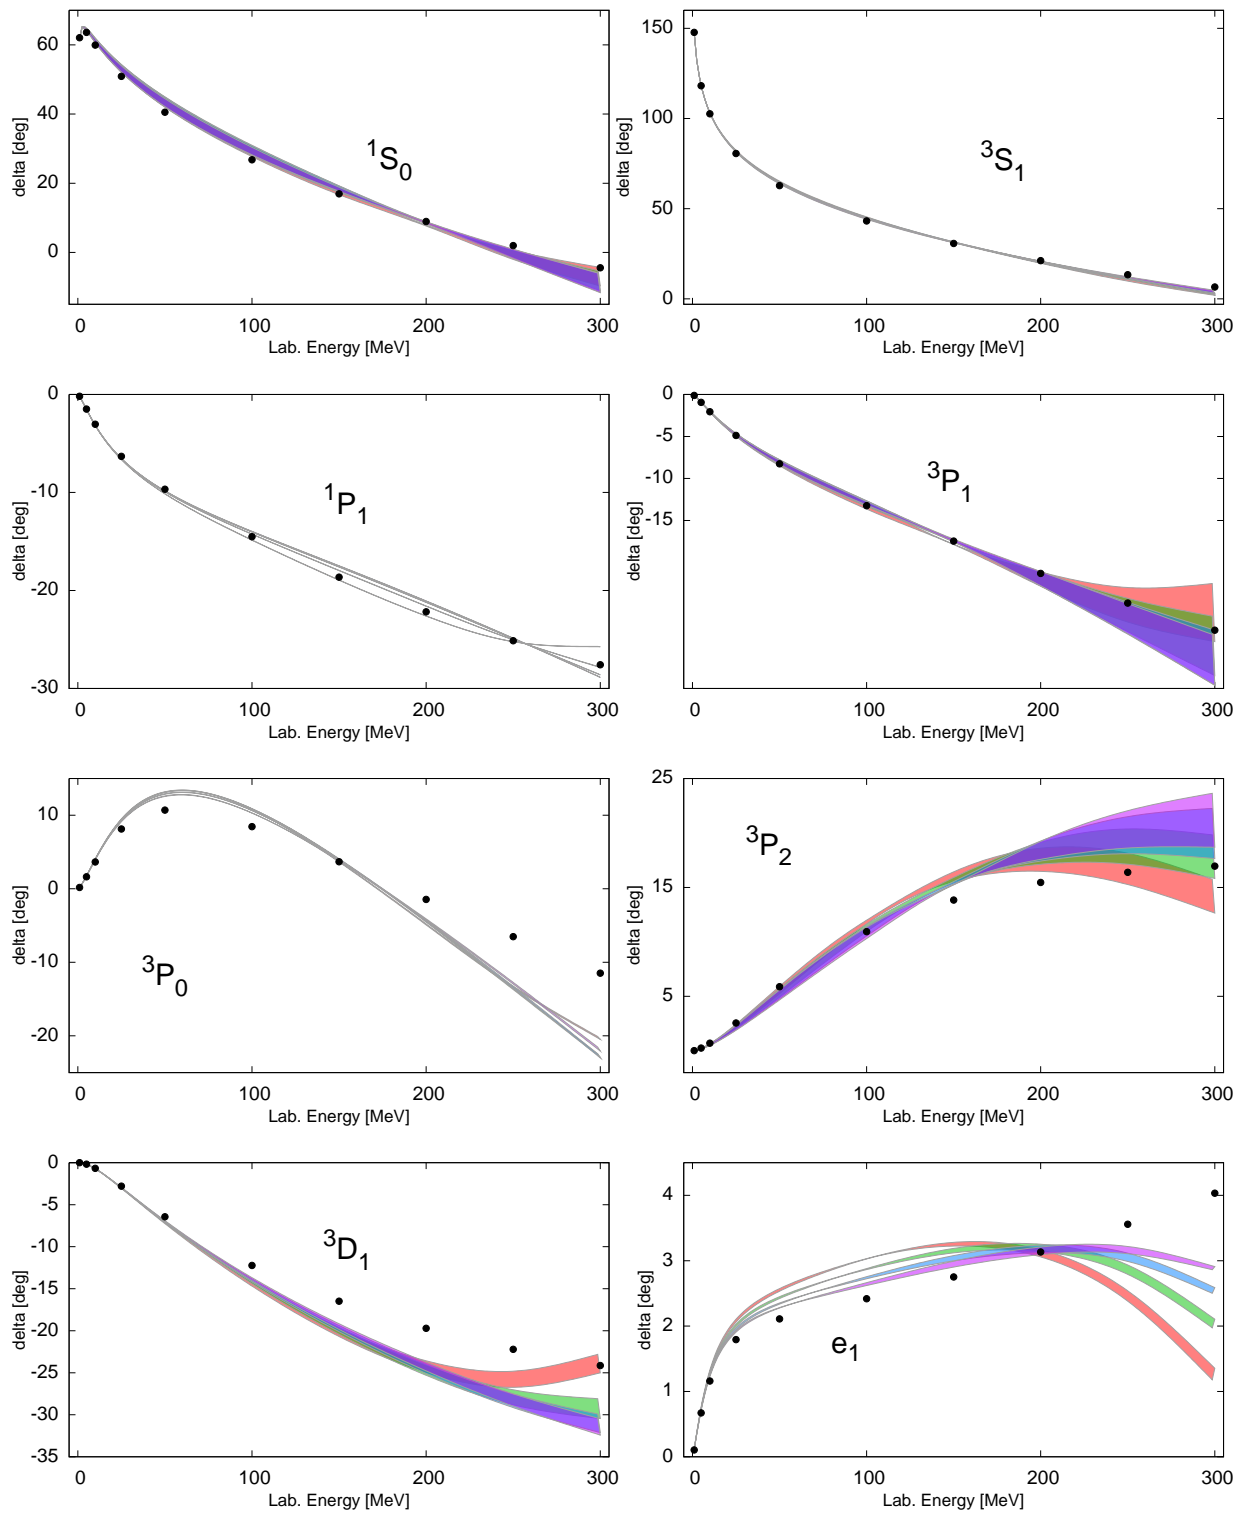 60
40
20
0
delta [deg]
1S0
0 100 200 300
Lab. Energy [MeV]
150
100
50
0
delta [deg]
3S1
0 100 200 300
Lab. Energy [MeV]
0
-10
-20
-30
delta [deg]
1P1
0 100 200 300
Lab. Energy [MeV]
0
-5
-10
-15
delta [deg]
3P1
0 100 200 300
Lab. Energy [MeV]
10
0
-10
-20
delta [deg]
3P0
0 100 200 300
Lab. Energy [MeV]
25
15
5
delta [deg]
3P2
0 100 200 300
Lab. Energy [MeV]
0
-5
-10
-15
-20
-25
-30
-35
delta [deg]
3D1
0 100 200 300
Lab. Energy [MeV]
4
3
2
1
0
delta [deg]
e1
0 100 200 300
Lab. Energy [MeV]